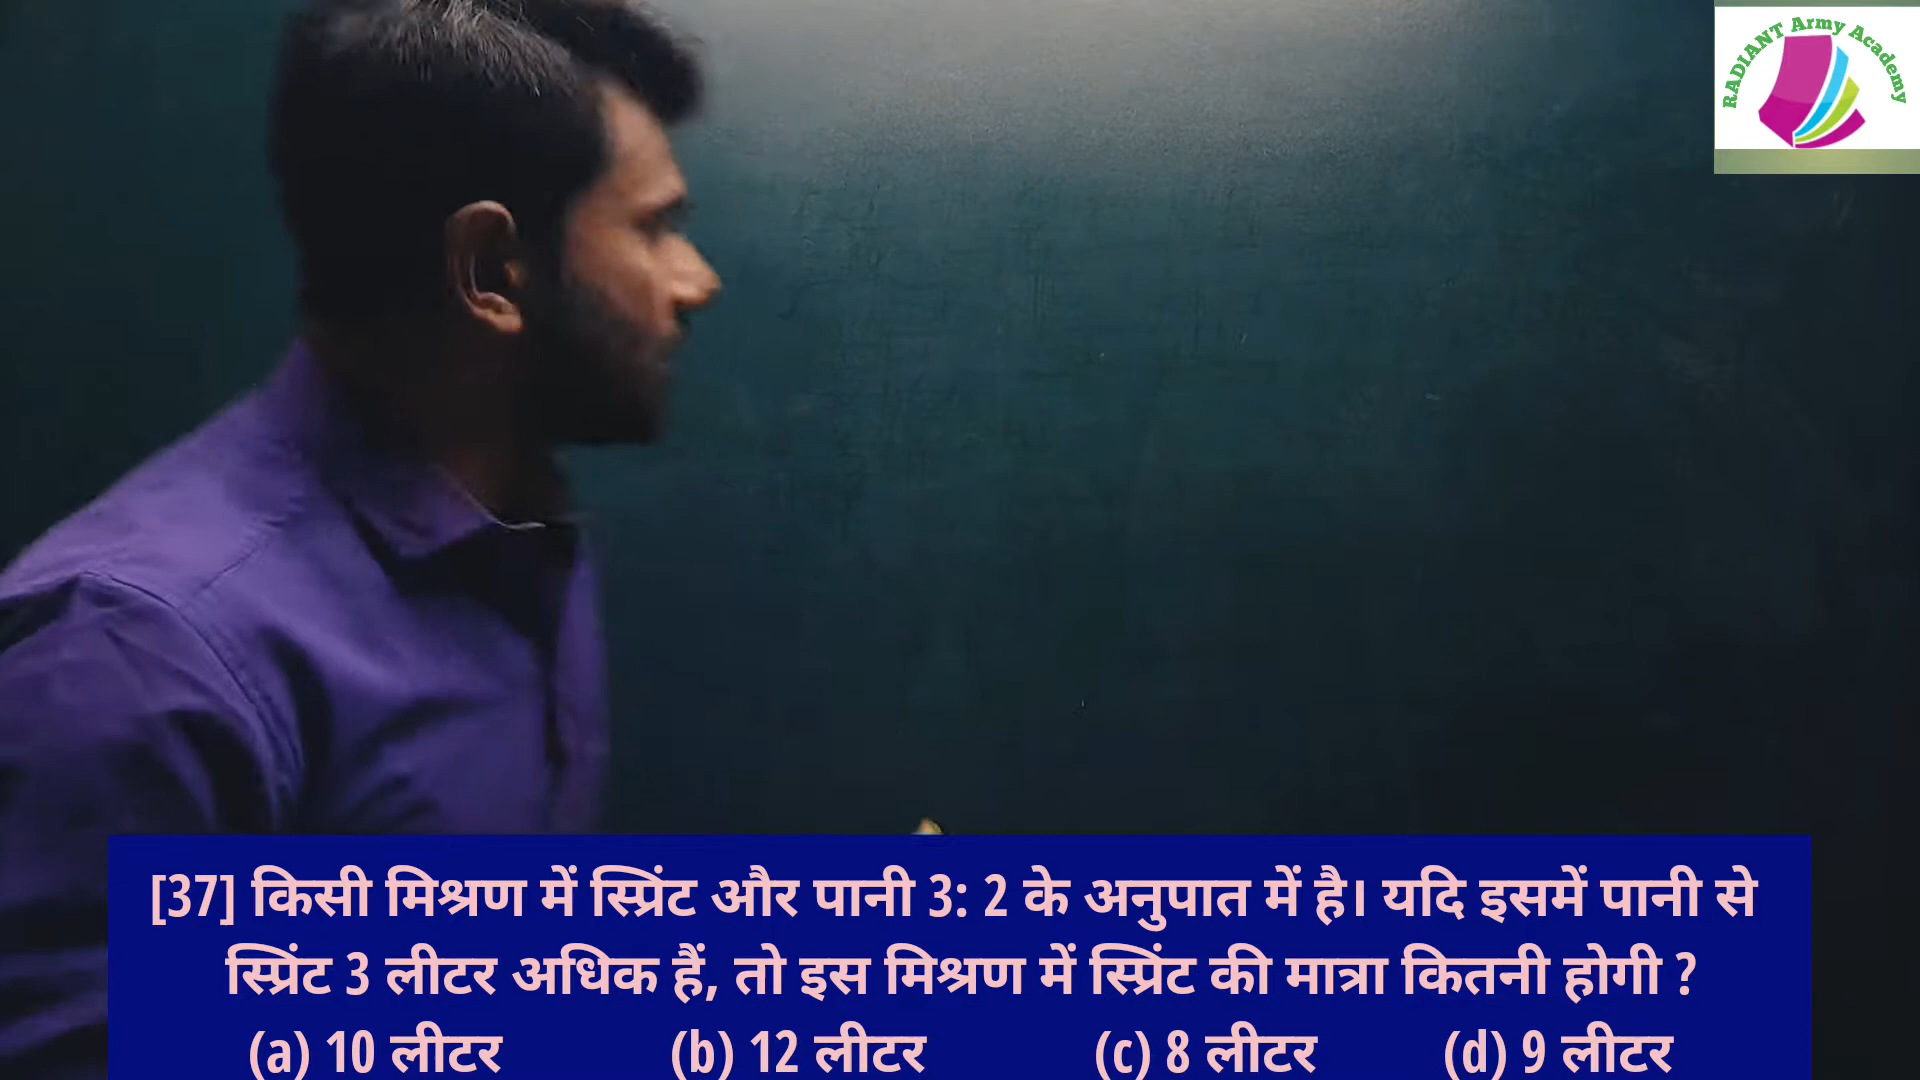 RADIANT Army Academy
[37] किसी मिश्रण में स्प्रिंट और पानी 3: 2 के अनुपात में है। यदि इसमें पानी से
स्प्रिंट 3 लीटर अधिक हैं, तो इस मिश्रण में स्प्रिंट की मात्रा कितनी होगी ?
(a) 10 लीटर (b) 12 लीटर (c) 8 लीटर (d) 9 लीटर